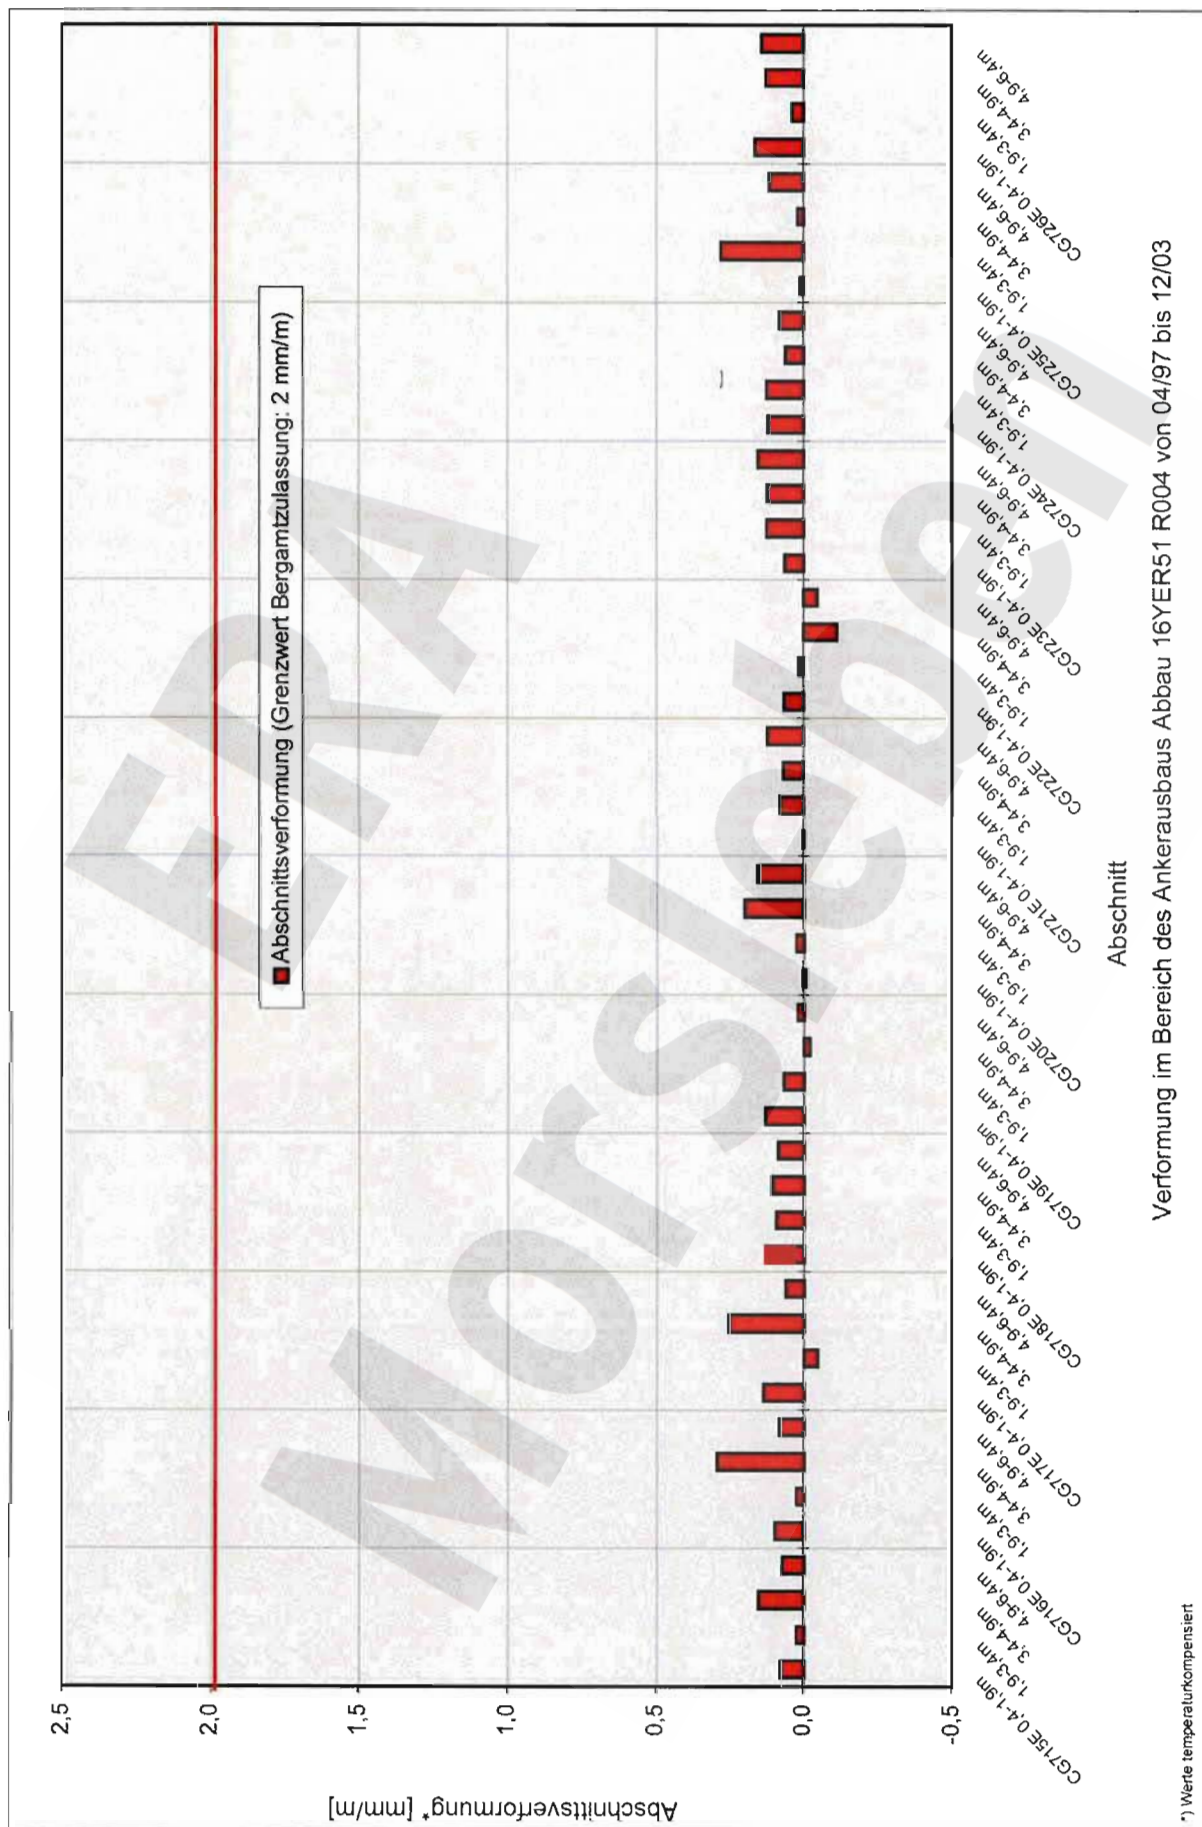 ERA
Morsleben
Abschnittsverformung* [mm/m]
2,5
2,0
1,5
1,0
0,5
0,0
-0,5
Abschnittsverformung (Grenzwert Bergamtzulassung: 2 mm/m)
CG715E 0,4-1,9m
1,9-3,4m
3,4-4,9m
4,9-6,4m
CG716E 0,4-1,9m
1,9-3,4m
3,4-4,9m
4,9-6,4m
CG717E 0,4-1,9m
1,9-3,4m
3,4-4,9m
4,9-6,4m
CG718E 0,4-1,9m
1,9-3,4m
3,4-4,9m
4,9-6,4m
CG719E 0,4-1,9m
1,9-3,4m
3,4-4,9m
4,9-6,4m
CG720E 0,4-1,9m
1,9-3,4m
3,4-4,9m
4,9-6,4m
CG721E 0,4-1,9m
1,9-3,4m
3,4-4,9m
4,9-6,4m
CG722E 0,4-1,9m
1,9-3,4m
3,4-4,9m
4,9-6,4m
CG723E 0,4-1,9m
1,9-3,4m
3,4-4,9m
4,9-6,4m
CG724E 0,4-1,9m
1,9-3,4m
3,4-4,9m
4,9-6,4m
CG725E 0,4-1,9m
1,9-3,4m
3,4-4,9m
4,9-6,4m
CG726E 0,4-1,9m
1,9-3,4m
3,4-4,9m
4,9-6,4m
Abschnitt
Verformung im Bereich des Ankerausbaus Abbau 16YER51 R004 von 04/97 bis 12/03
*) Werte temperaturkompensiert